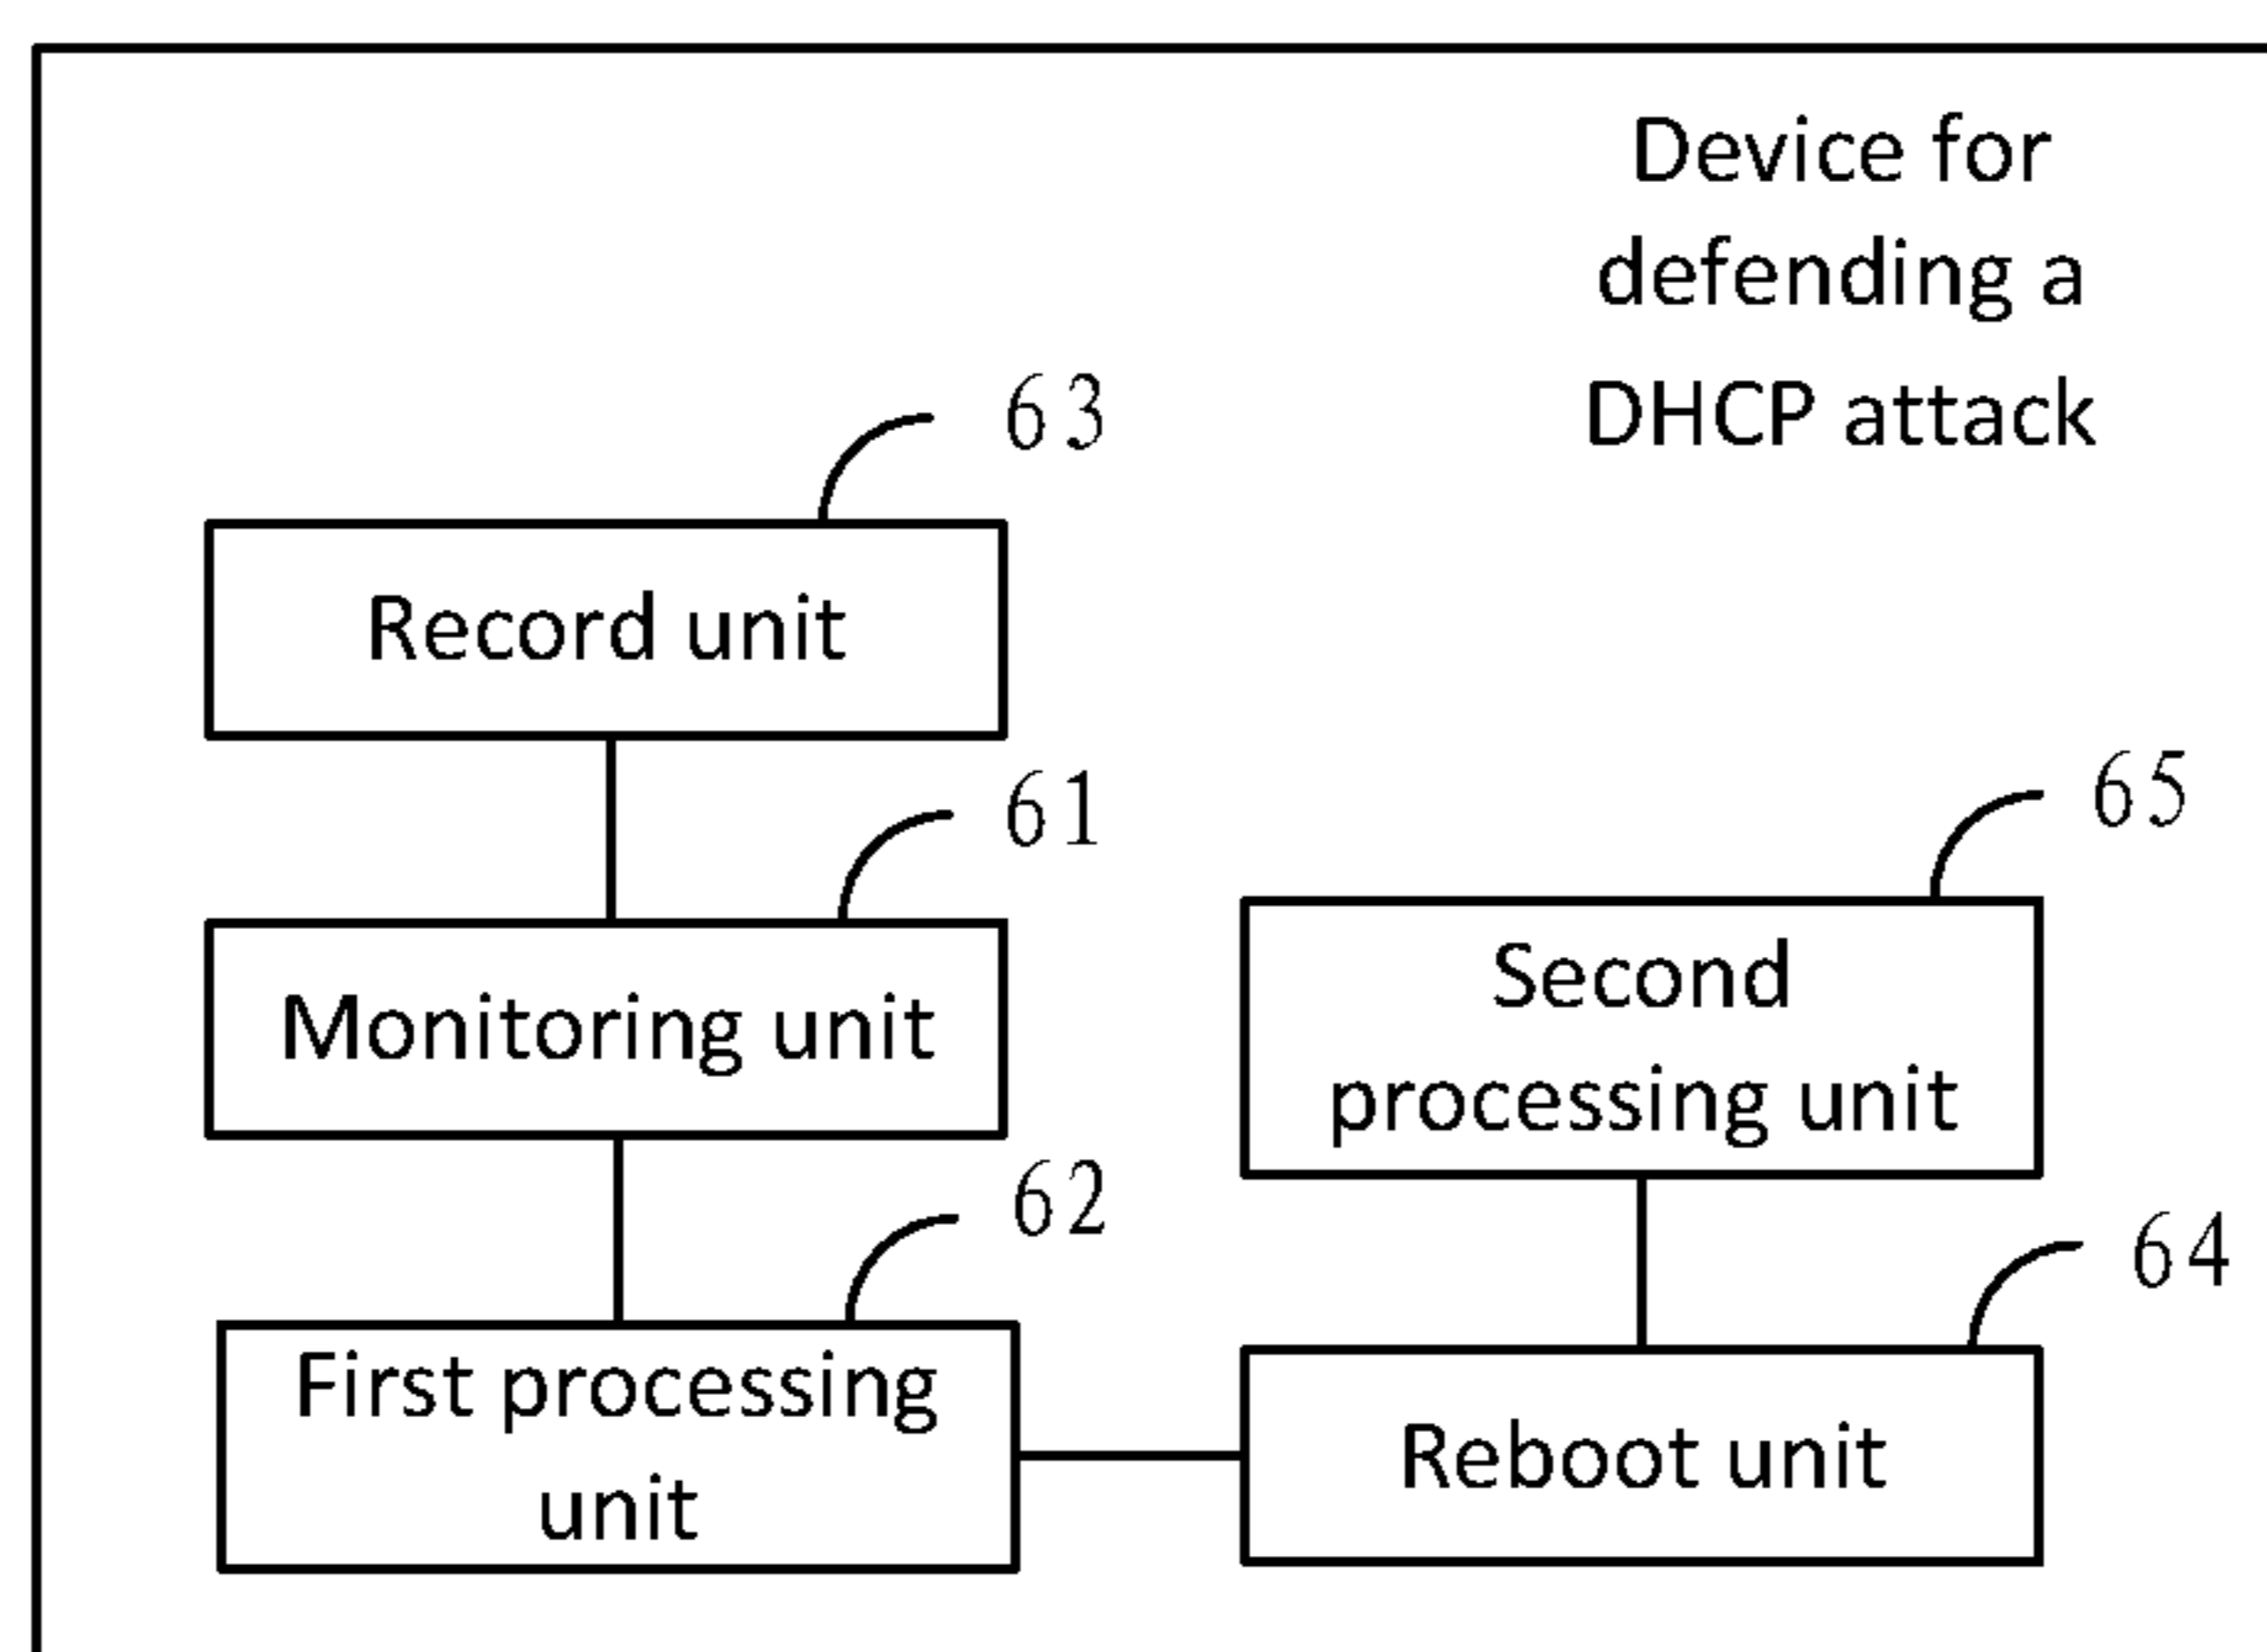 Device for
defending a
DHCP attack
63
Record unit
61
Monitoring unit
62
First processing
unit
65
Second
processing unit
64
Reboot unit